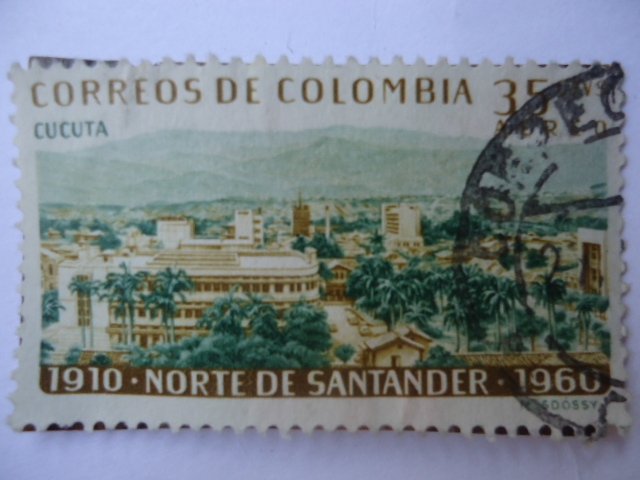 CORREOS DE COLOMBIA 35
CUCUTA
1910 · NORTE DE SANTANDER · 1960